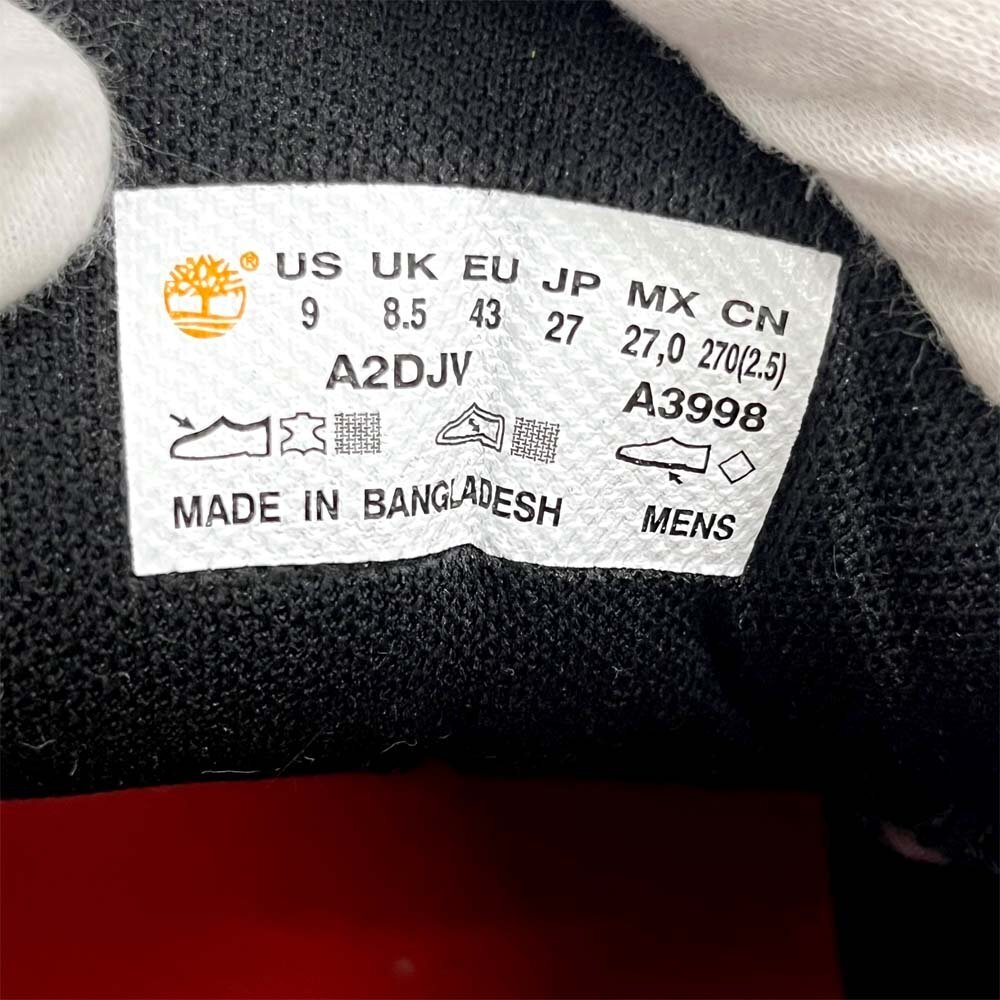 ® US UK EU JP MX CN
9 8.5 43 27 27,0 270(2.5)
A2DJV A3998
MADE IN BANGLADESH MENS